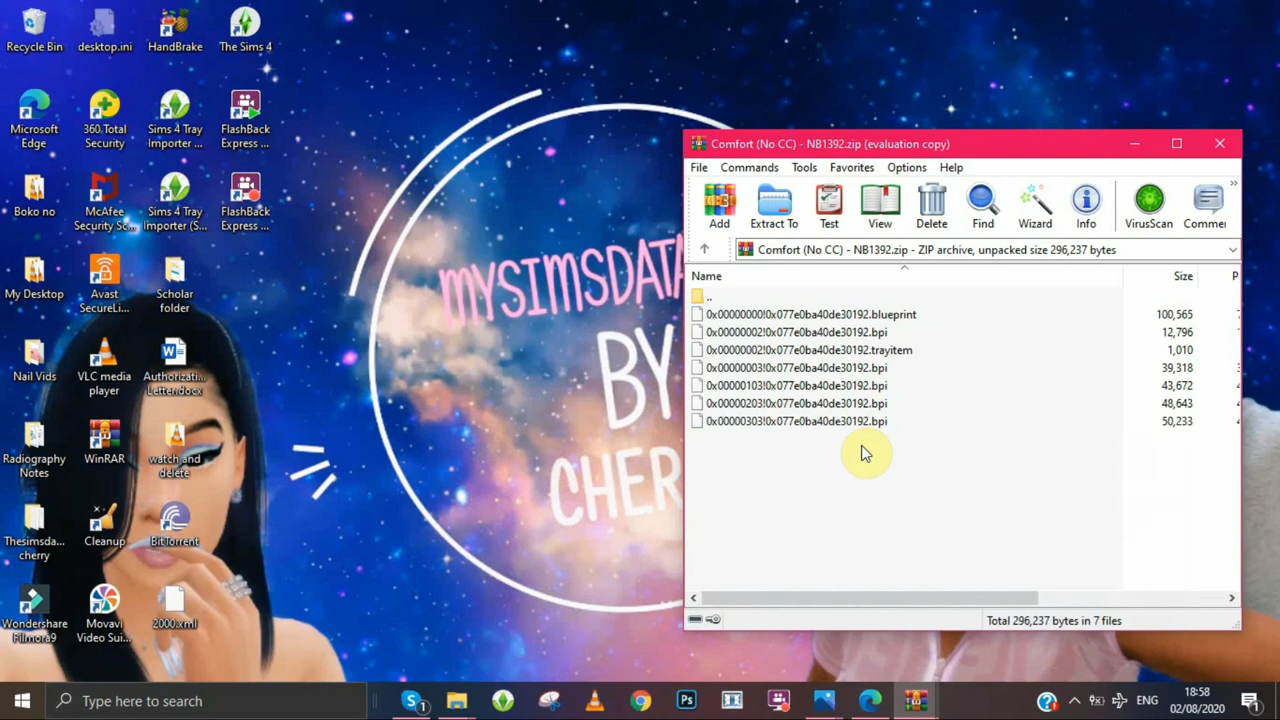 Recycle Bin
desktop.ini
HandBrake
The Sims 4
Microsoft
Edge
360 Total
Security
Sims 4 Tray
Importer ...
FlashBack
Express ...
Boko no
McAfee
Security Sc...
Sims 4 Tray
Importer (S...
FlashBack
Express ...
My Desktop
Avast
SecureLi...
Scholar
folder
Nail Vids
VLC media
player
Authorizati...
Letter.docx
Radiography
Notes
WinRAR
watch and
delete
Thesimsda...
cherry
Cleanup
BitTorrent
Wondershare
Filmora9
Movavi
Video Sui...
2000.xml
MYSIMSDATA
BY
CHER
Comfort (No CC) - NB1392.zip (evaluation copy)
File Commands Tools Favorites Options Help
Add Extract To Test View Delete Find Wizard Info VirusScan Commer
Comfort (No CC) - NB1392.zip - ZIP archive, unpacked size 296,237 bytes
Name Size P
..
0x00000000!0x077e0ba40de30192.blueprint 100,565
0x00000002!0x077e0ba40de30192.bpi 12,796
0x00000002!0x077e0ba40de30192.trayitem 1,010
0x00000003!0x077e0ba40de30192.bpi 39,318
0x00000103!0x077e0ba40de30192.bpi 43,672
0x00000203!0x077e0ba40de30192.bpi 48,643
0x00000303!0x077e0ba40de30192.bpi 50,233
Total 296,237 bytes in 7 files
Type here to search
ENG
18:58
02/08/2020